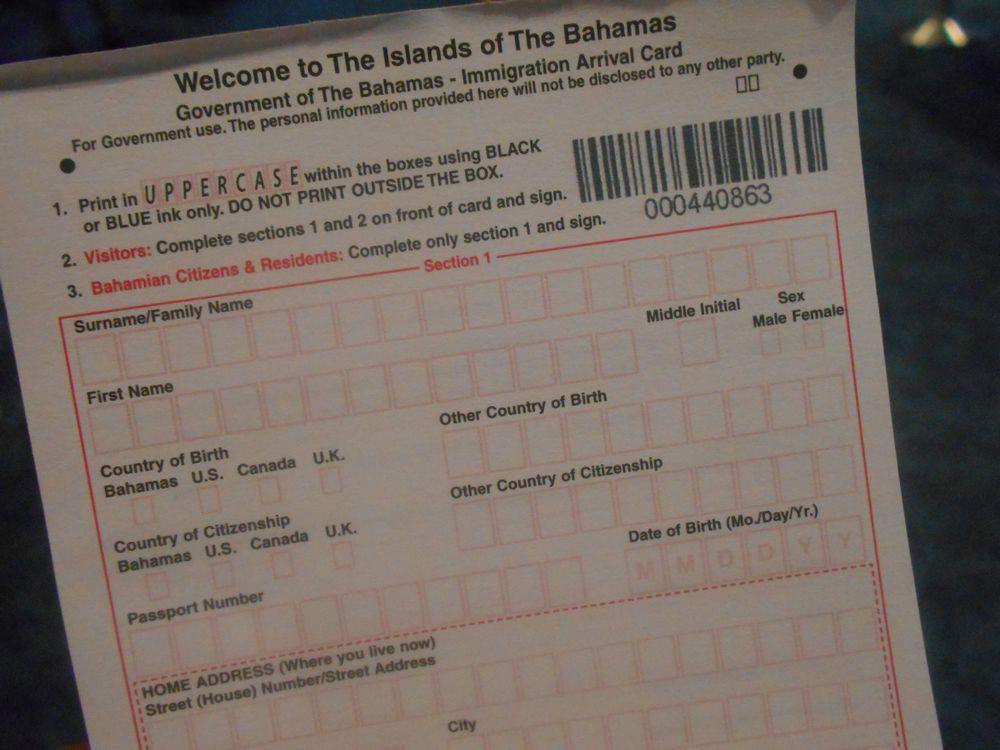 Welcome to The Islands of The Bahamas
Government of The Bahamas - Immigration Arrival Card
For Government use. The personal information provided here will not be disclosed to any other party.
1. Print in UPPERCASE within the boxes using BLACK
or BLUE ink only. DO NOT PRINT OUTSIDE THE BOX.
000440863
2. Visitors: Complete sections 1 and 2 on front of card and sign.
3. Bahamian Citizens & Residents: Complete only section 1 and sign.
Section 1
Surname/Family Name
Middle Initial
Sex
Male Female
First Name
Other Country of Birth
Country of Birth
Bahamas U.S. Canada U.K.
Other Country of Citizenship
Country of Citizenship
Bahamas U.S. Canada U.K.
Date of Birth (Mo./Day/Yr.)
M M D D Y Y
Passport Number
HOME ADDRESS (Where you live now)
Street (House) Number/Street Address
City